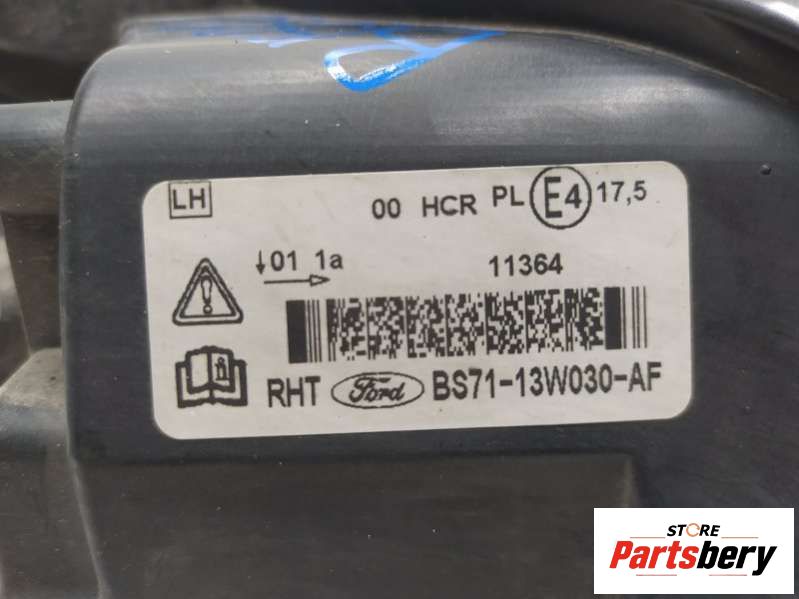 LH 00 HCR PL E4 17,5
↓01 1a 11364
RHT Ford BS71-13W030-AF
STORE
Partsbery